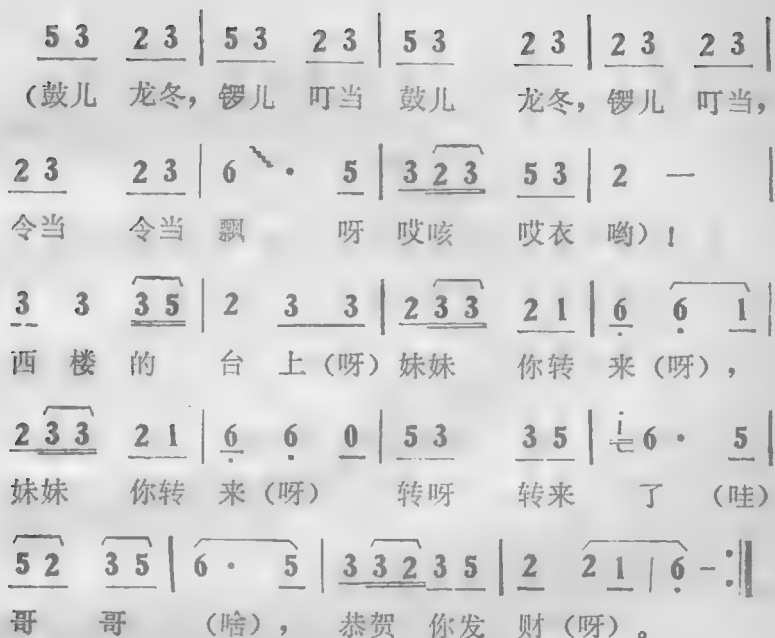 5 3 2 3 | 5 3 2 3 | 5 3 2 3 | 2 3 2 3 |
(鼓儿 龙冬, 锣儿 叮当 鼓儿 龙冬, 锣儿 叮当,
2 3 2 3 | 6 · 5 | 3 2 3 5 3 | 2 — |
令当 令当 飘 呀 哎咳 哎衣 哟)!
3 3 3 5 | 2 3 3 | 2 3 3 2 1 | 6 6 1 |
西 楼 的 台 上(呀)妹妹 你转 来(呀),
2 3 3 2 1 | 6 6 0 | 5 3 3 5 | i 6 · 5 |
妹妹 你转 来(呀) 转呀 转来 了 (哇)
5 2 3 5 | 6 · 5 | 3 3 2 3 5 | 2 2 1 | 6 - :‖
哥 哥 (啥), 恭贺 你发 财(呀)。